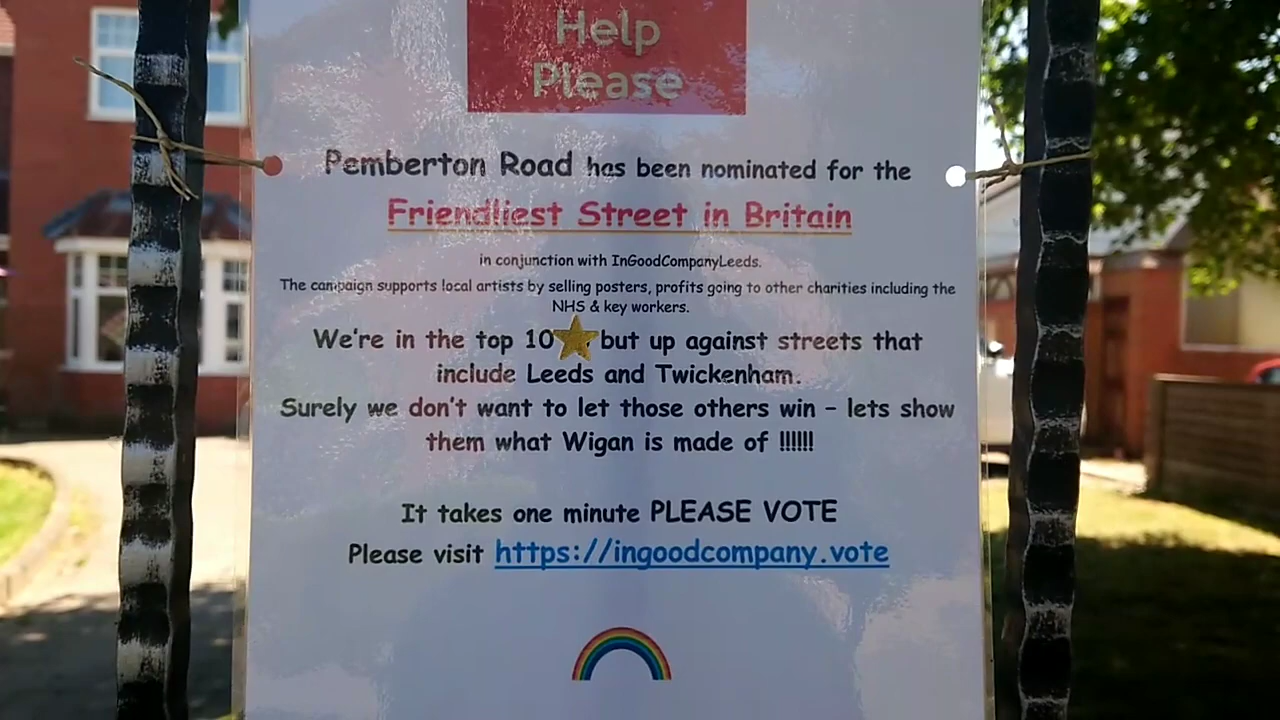 Help
Please
Pemberton Road has been nominated for the
Friendliest Street in Britain
in conjunction with InGoodCompanyLeeds.
The campaign supports local artists by selling posters, profits going to other charities including the
NHS & key workers.
We're in the top 10 but up against streets that
include Leeds and Twickenham.
Surely we don't want to let those others win – lets show
them what Wigan is made of !!!!!!
It takes one minute PLEASE VOTE
Please visit https://ingoodcompany.vote